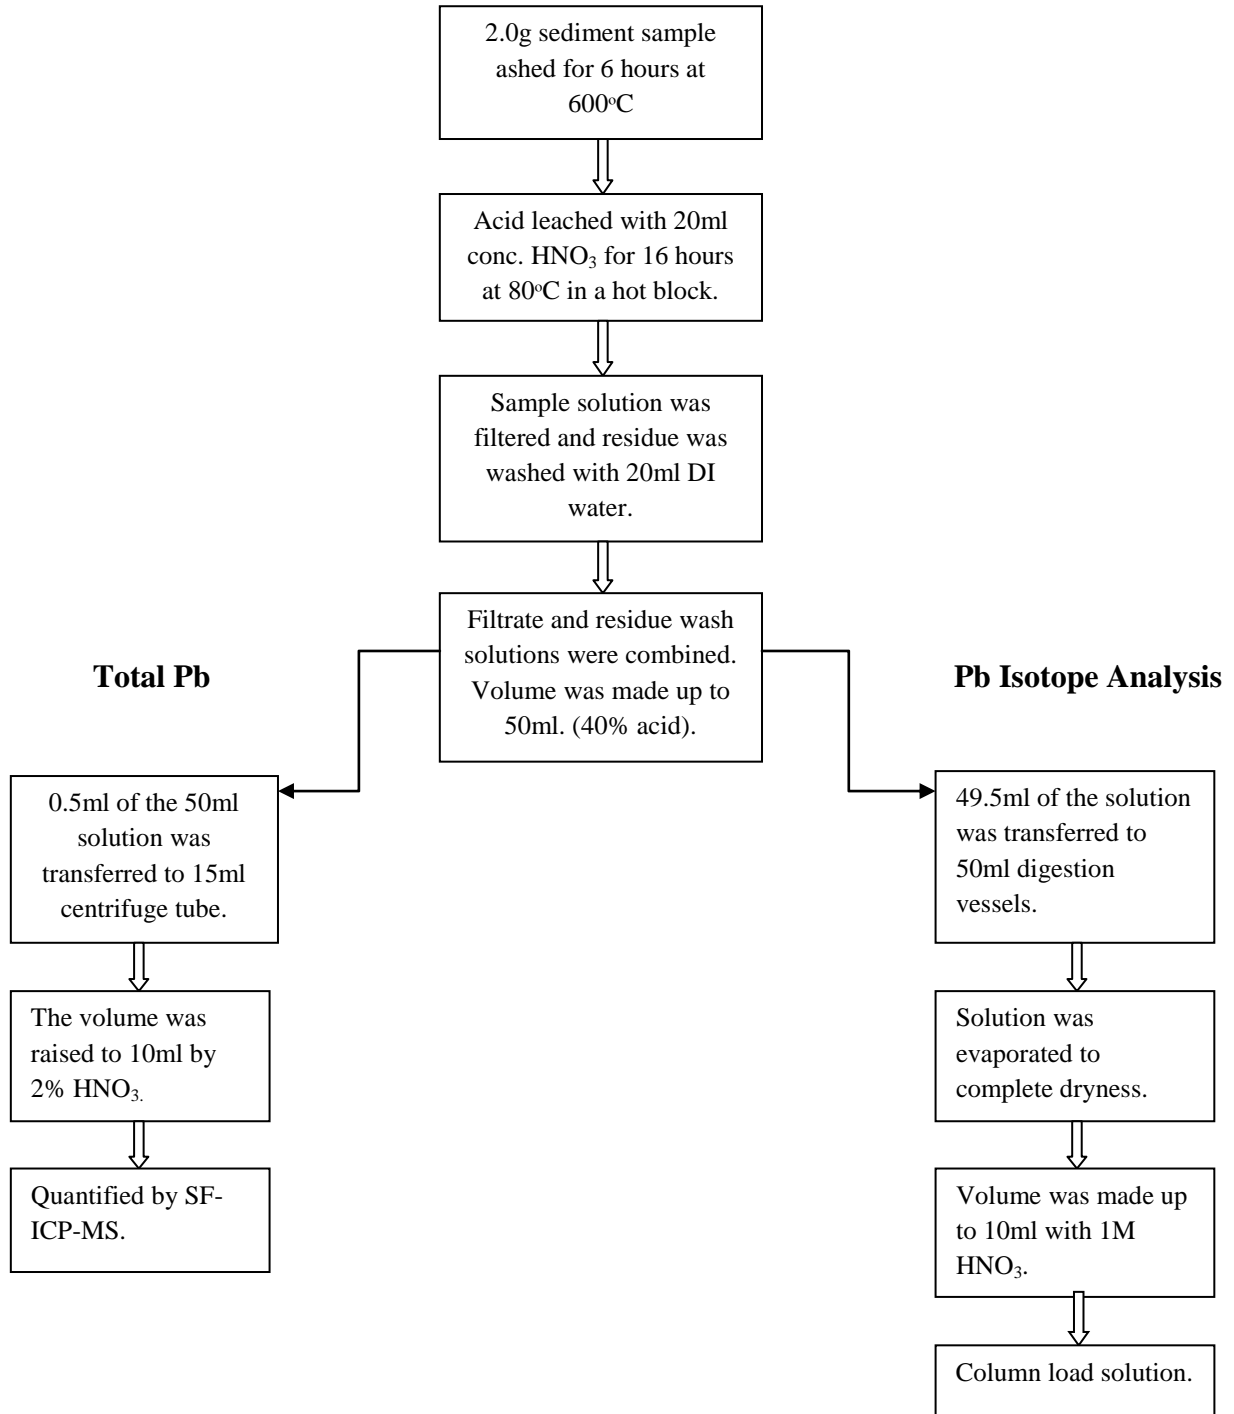 2.0g sediment sample
ashed for 6 hours at
600ºC
Acid leached with 20ml
conc. HNO₃ for 16 hours
at 80ºC in a hot block.
Sample solution was
filtered and residue was
washed with 20ml DI
water.
Filtrate and residue wash
solutions were combined.
Volume was made up to
50ml. (40% acid).
Total Pb
0.5ml of the 50ml
solution was
transferred to 15ml
centrifuge tube.
The volume was
raised to 10ml by
2% HNO₃.
Quantified by SF-
ICP-MS.
Pb Isotope Analysis
49.5ml of the solution
was transferred to
50ml digestion
vessels.
Solution was
evaporated to
complete dryness.
Volume was made up
to 10ml with 1M
HNO₃.
Column load solution.